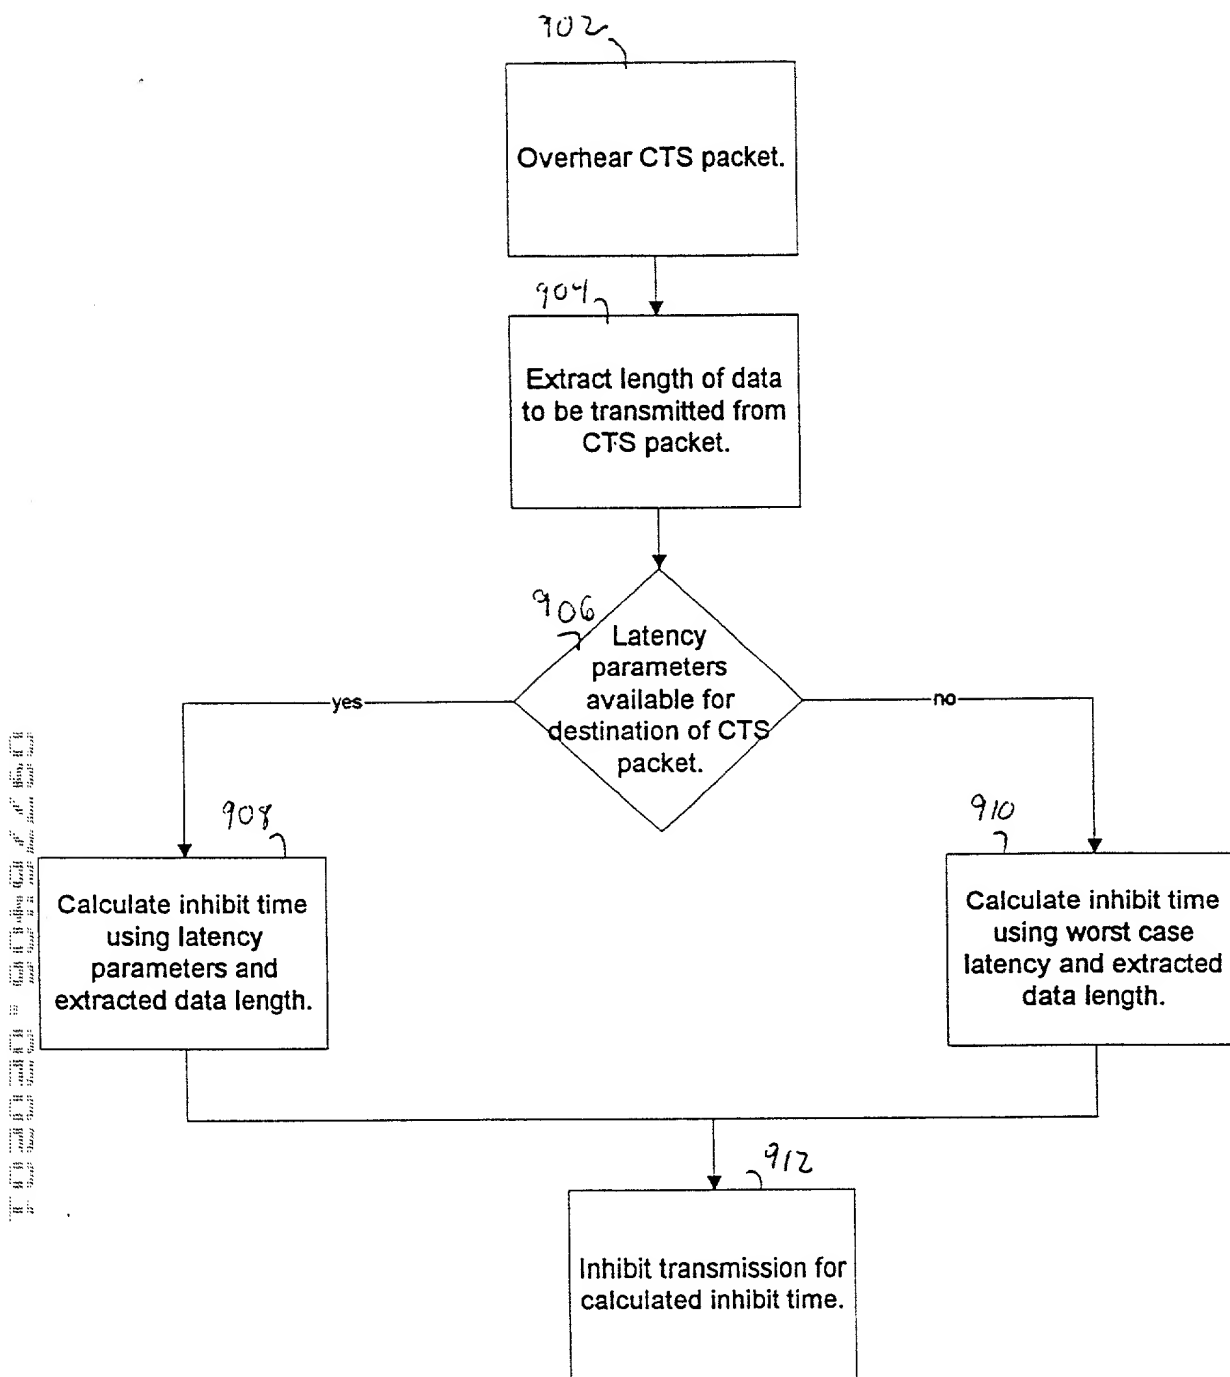 902
Overhear CTS packet.
904
Extract length of data
to be transmitted from
CTS packet.
906
Latency
parameters
available for
destination of CTS
packet.
yes
no
908
Calculate inhibit time
using latency
parameters and
extracted data length.
910
Calculate inhibit time
using worst case
latency and extracted
data length.
912
Inhibit transmission for
calculated inhibit time.